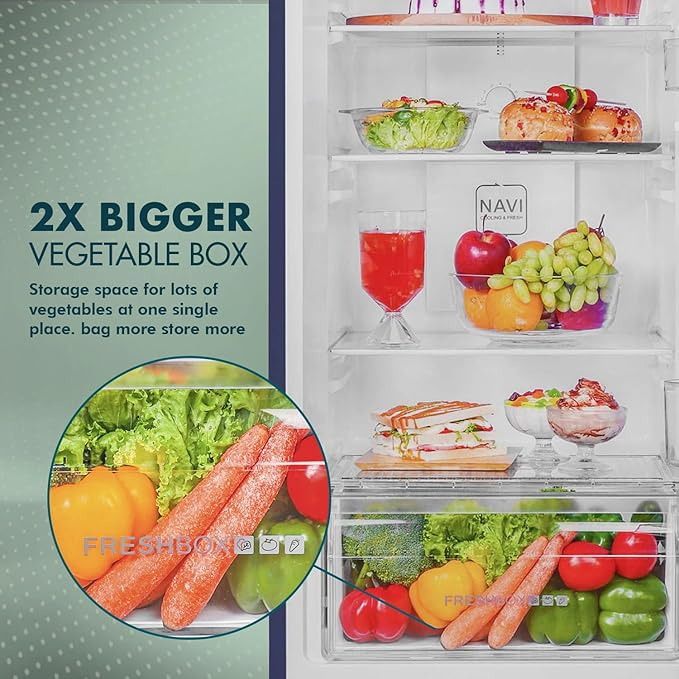 2X BIGGER
VEGETABLE BOX
Storage space for lots of
vegetables at one single
place. bag more store more
NAVI
COOLING & FRESH
FRESHBOX
FRESHBOX